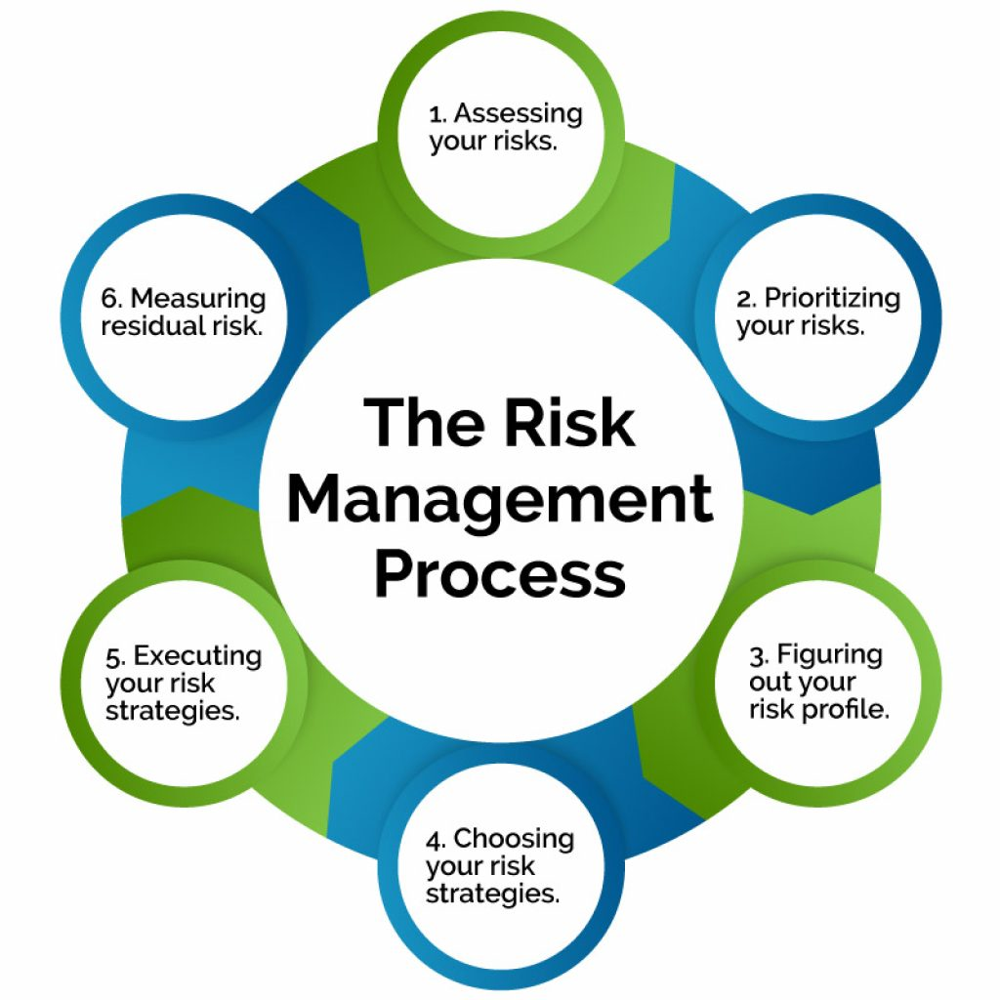 1. Assessing
your risks.
2. Prioritizing
your risks.
3. Figuring
out your
risk profile.
4. Choosing
your risk
strategies.
5. Executing
your risk
strategies.
6. Measuring
residual risk.
The Risk
Management
Process